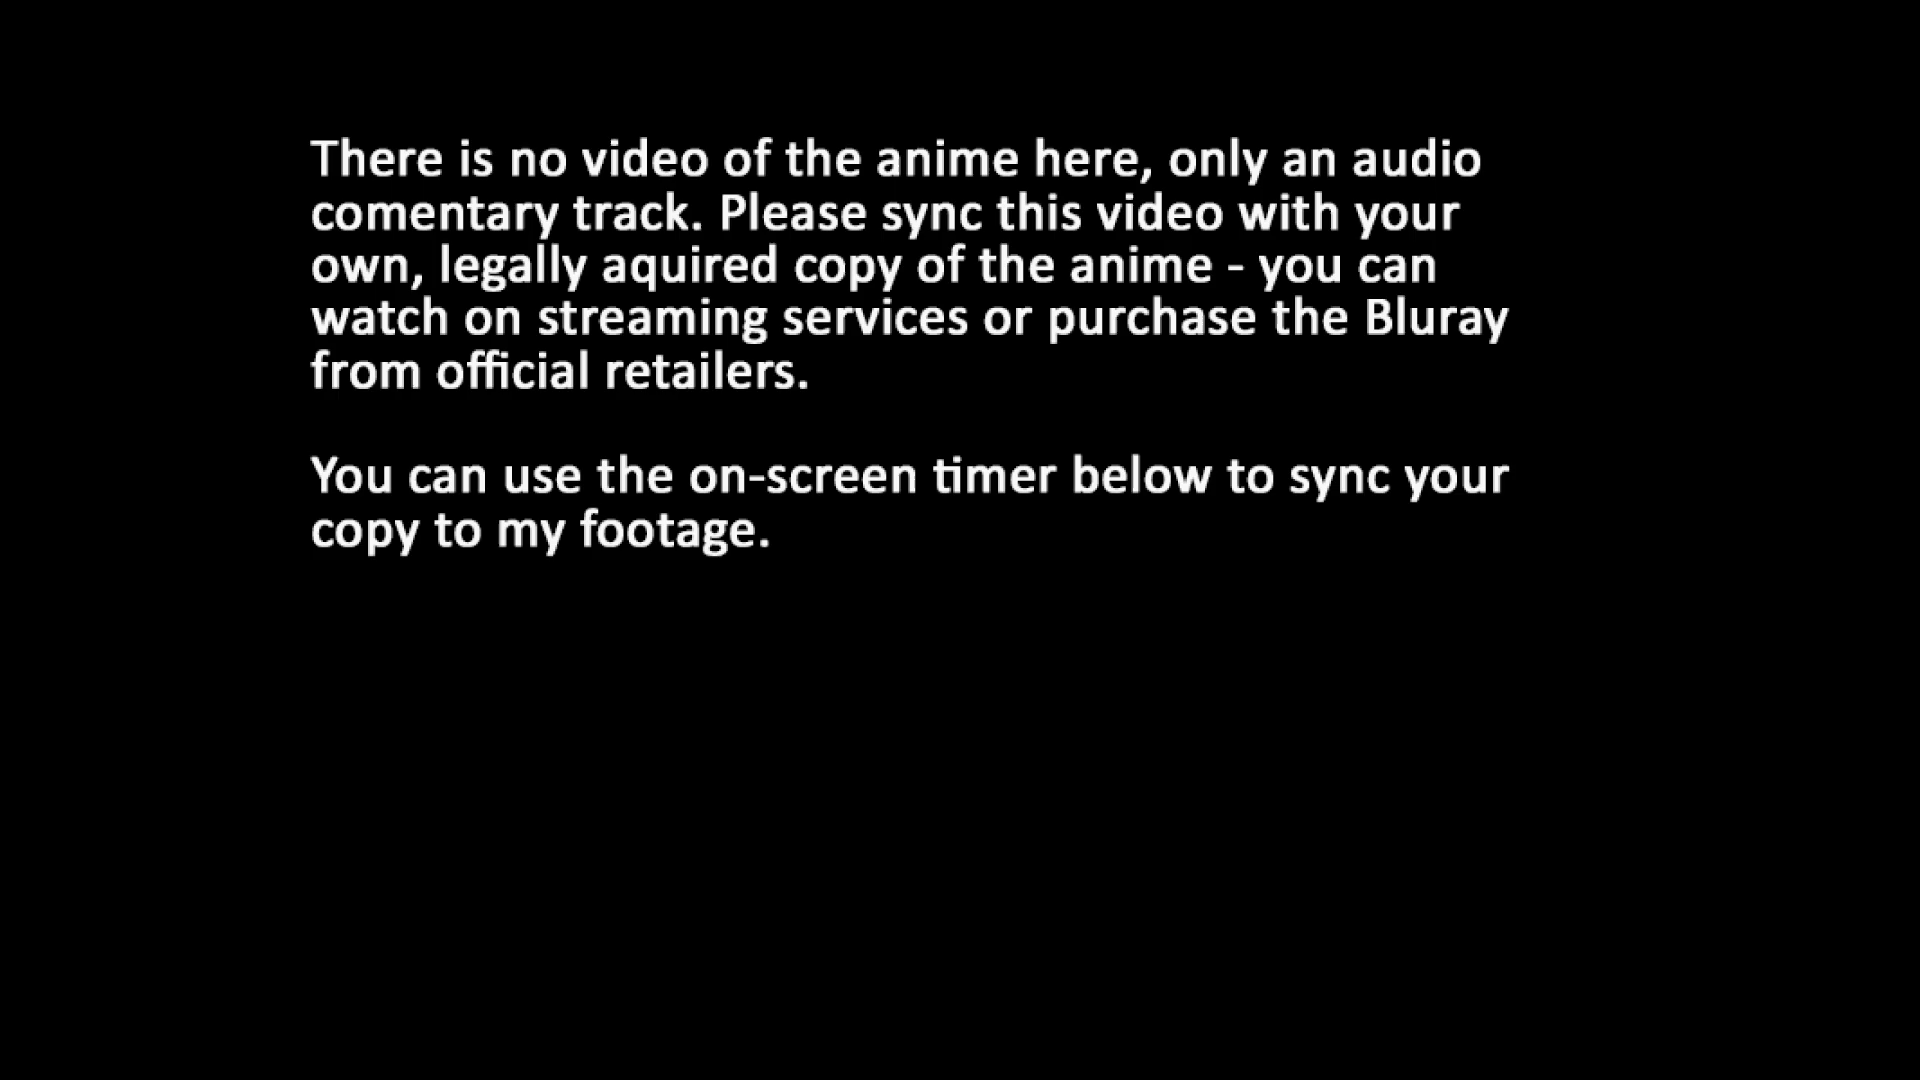 There is no video of the anime here, only an audio
comentary track. Please sync this video with your
own, legally aquired copy of the anime - you can
watch on streaming services or purchase the Bluray
from official retailers.
You can use the on-screen timer below to sync your
copy to my footage.